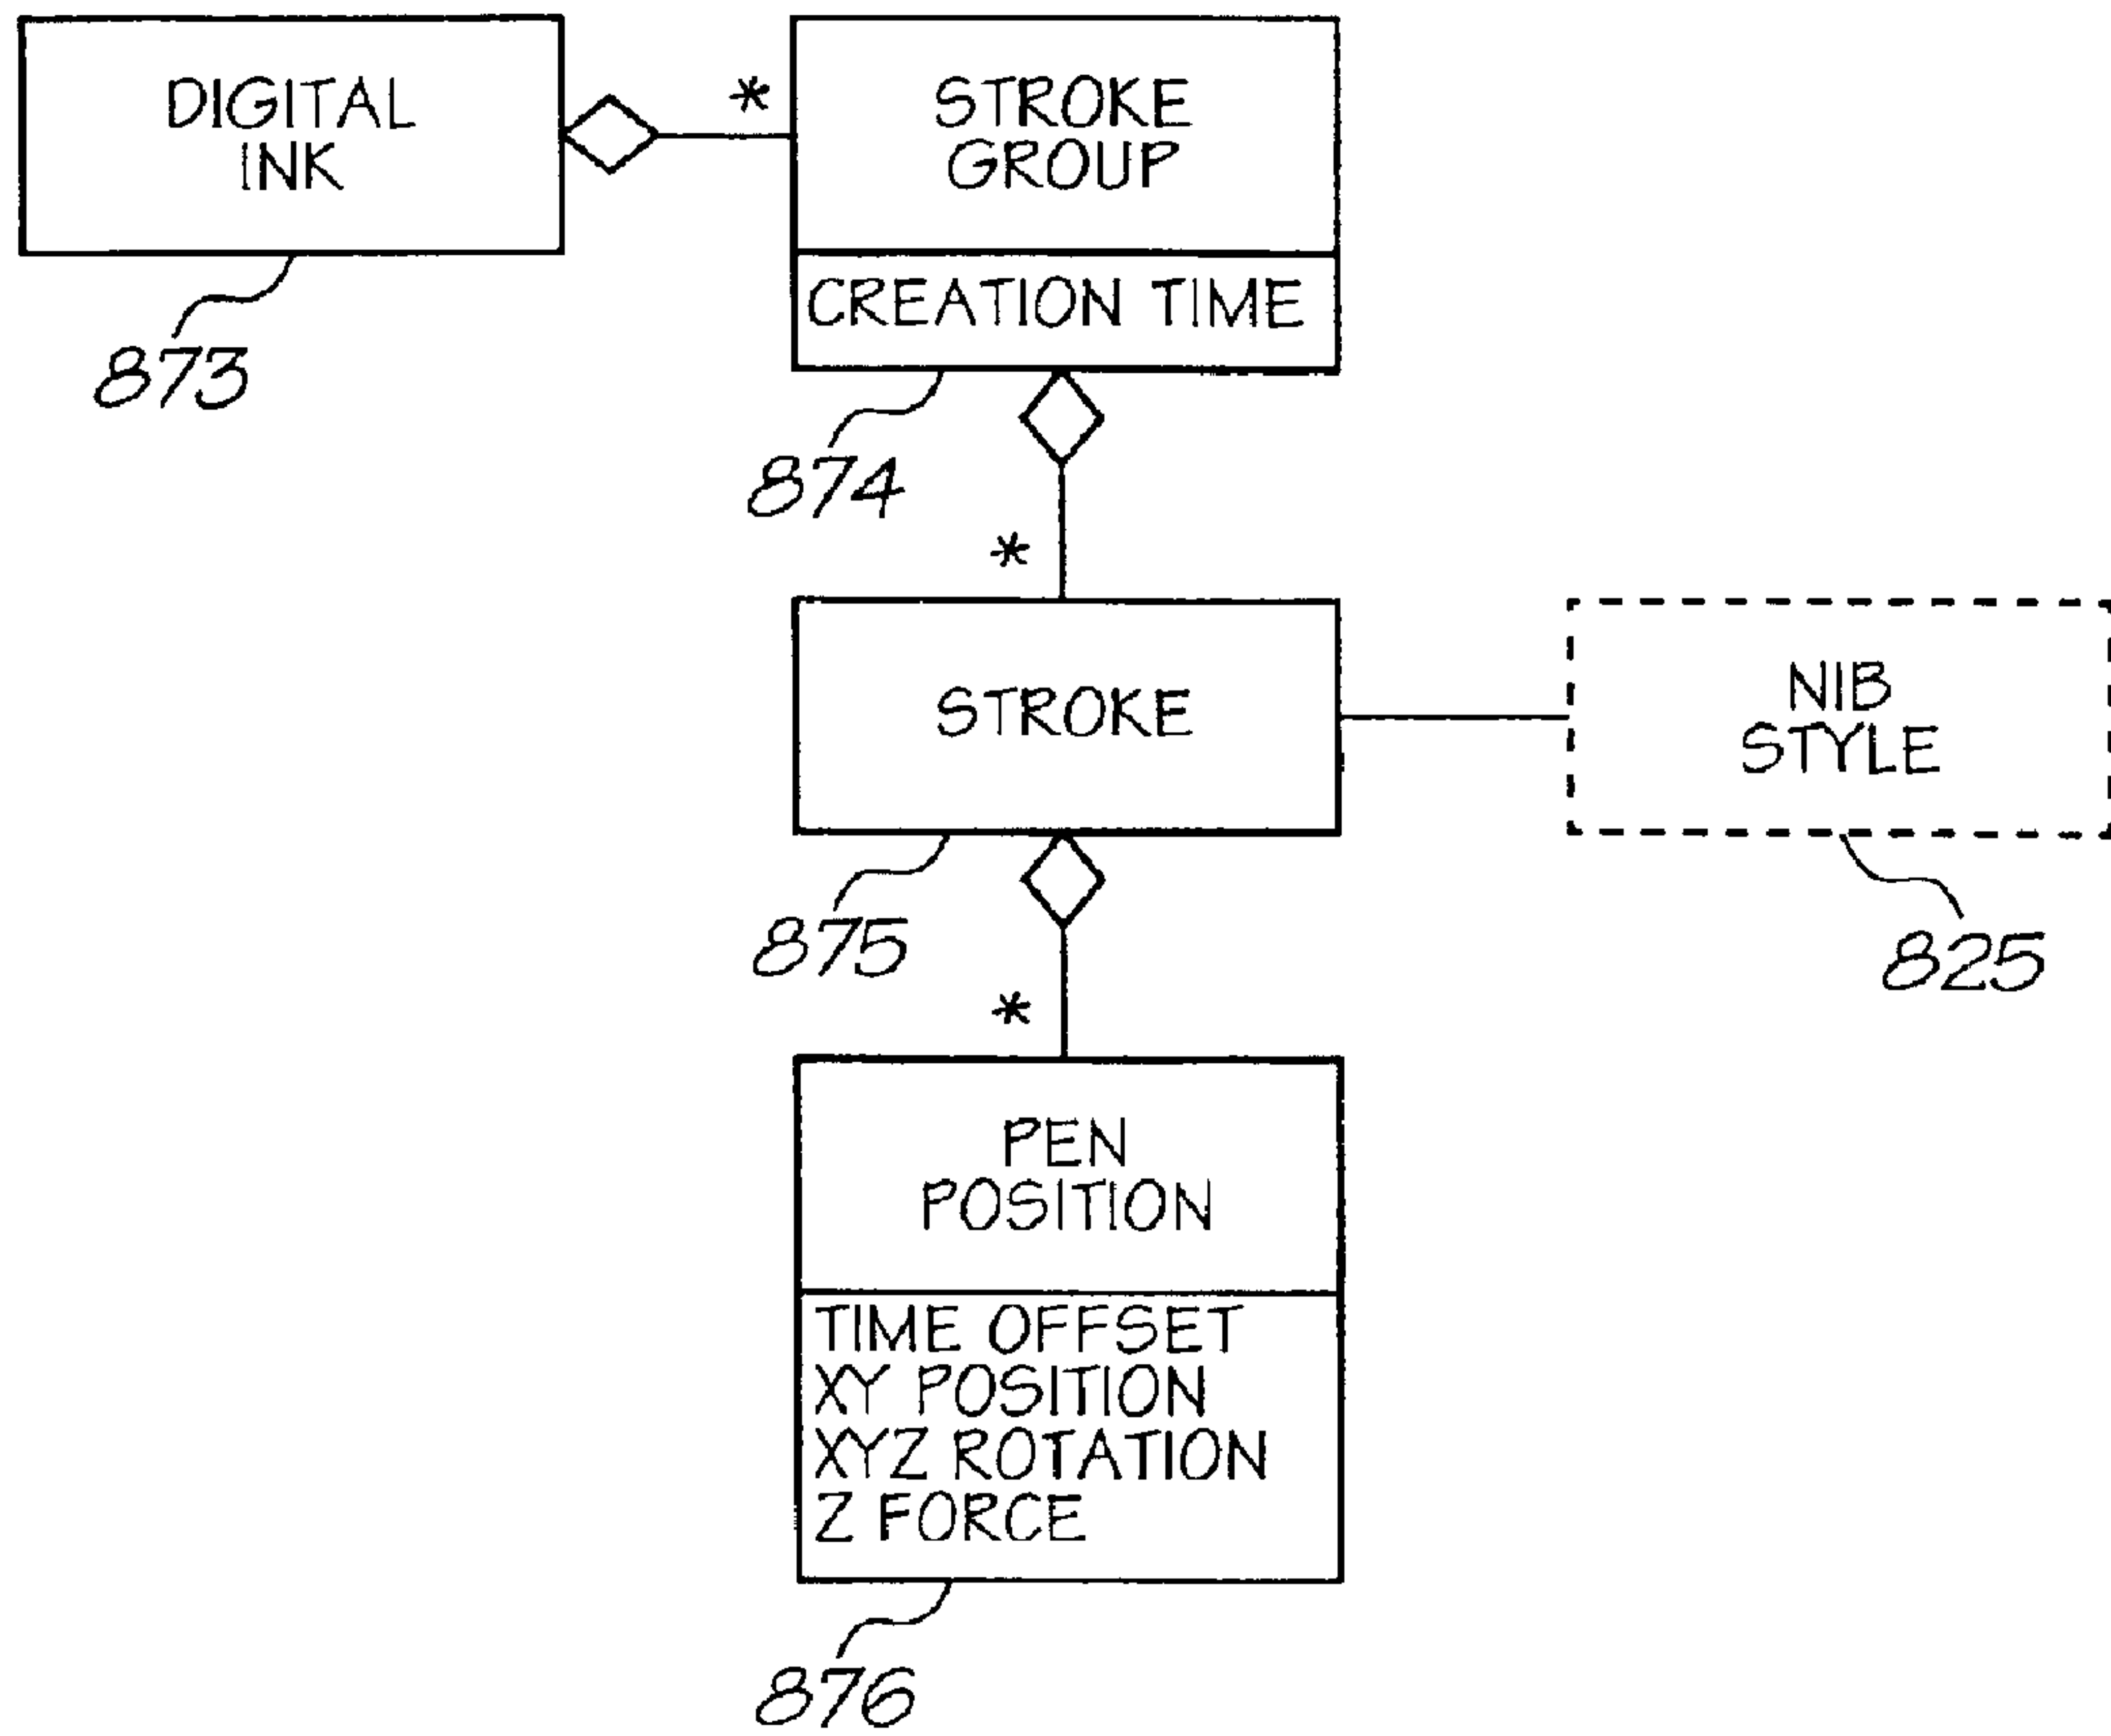 DIGITAL
INK
*
STROKE
GROUP
CREATION TIME
873
874
*
STROKE
NIB
STYLE
875
825
*
PEN
POSITION
TIME OFFSET
XY POSITION
XYZ ROTATION
Z FORCE
876